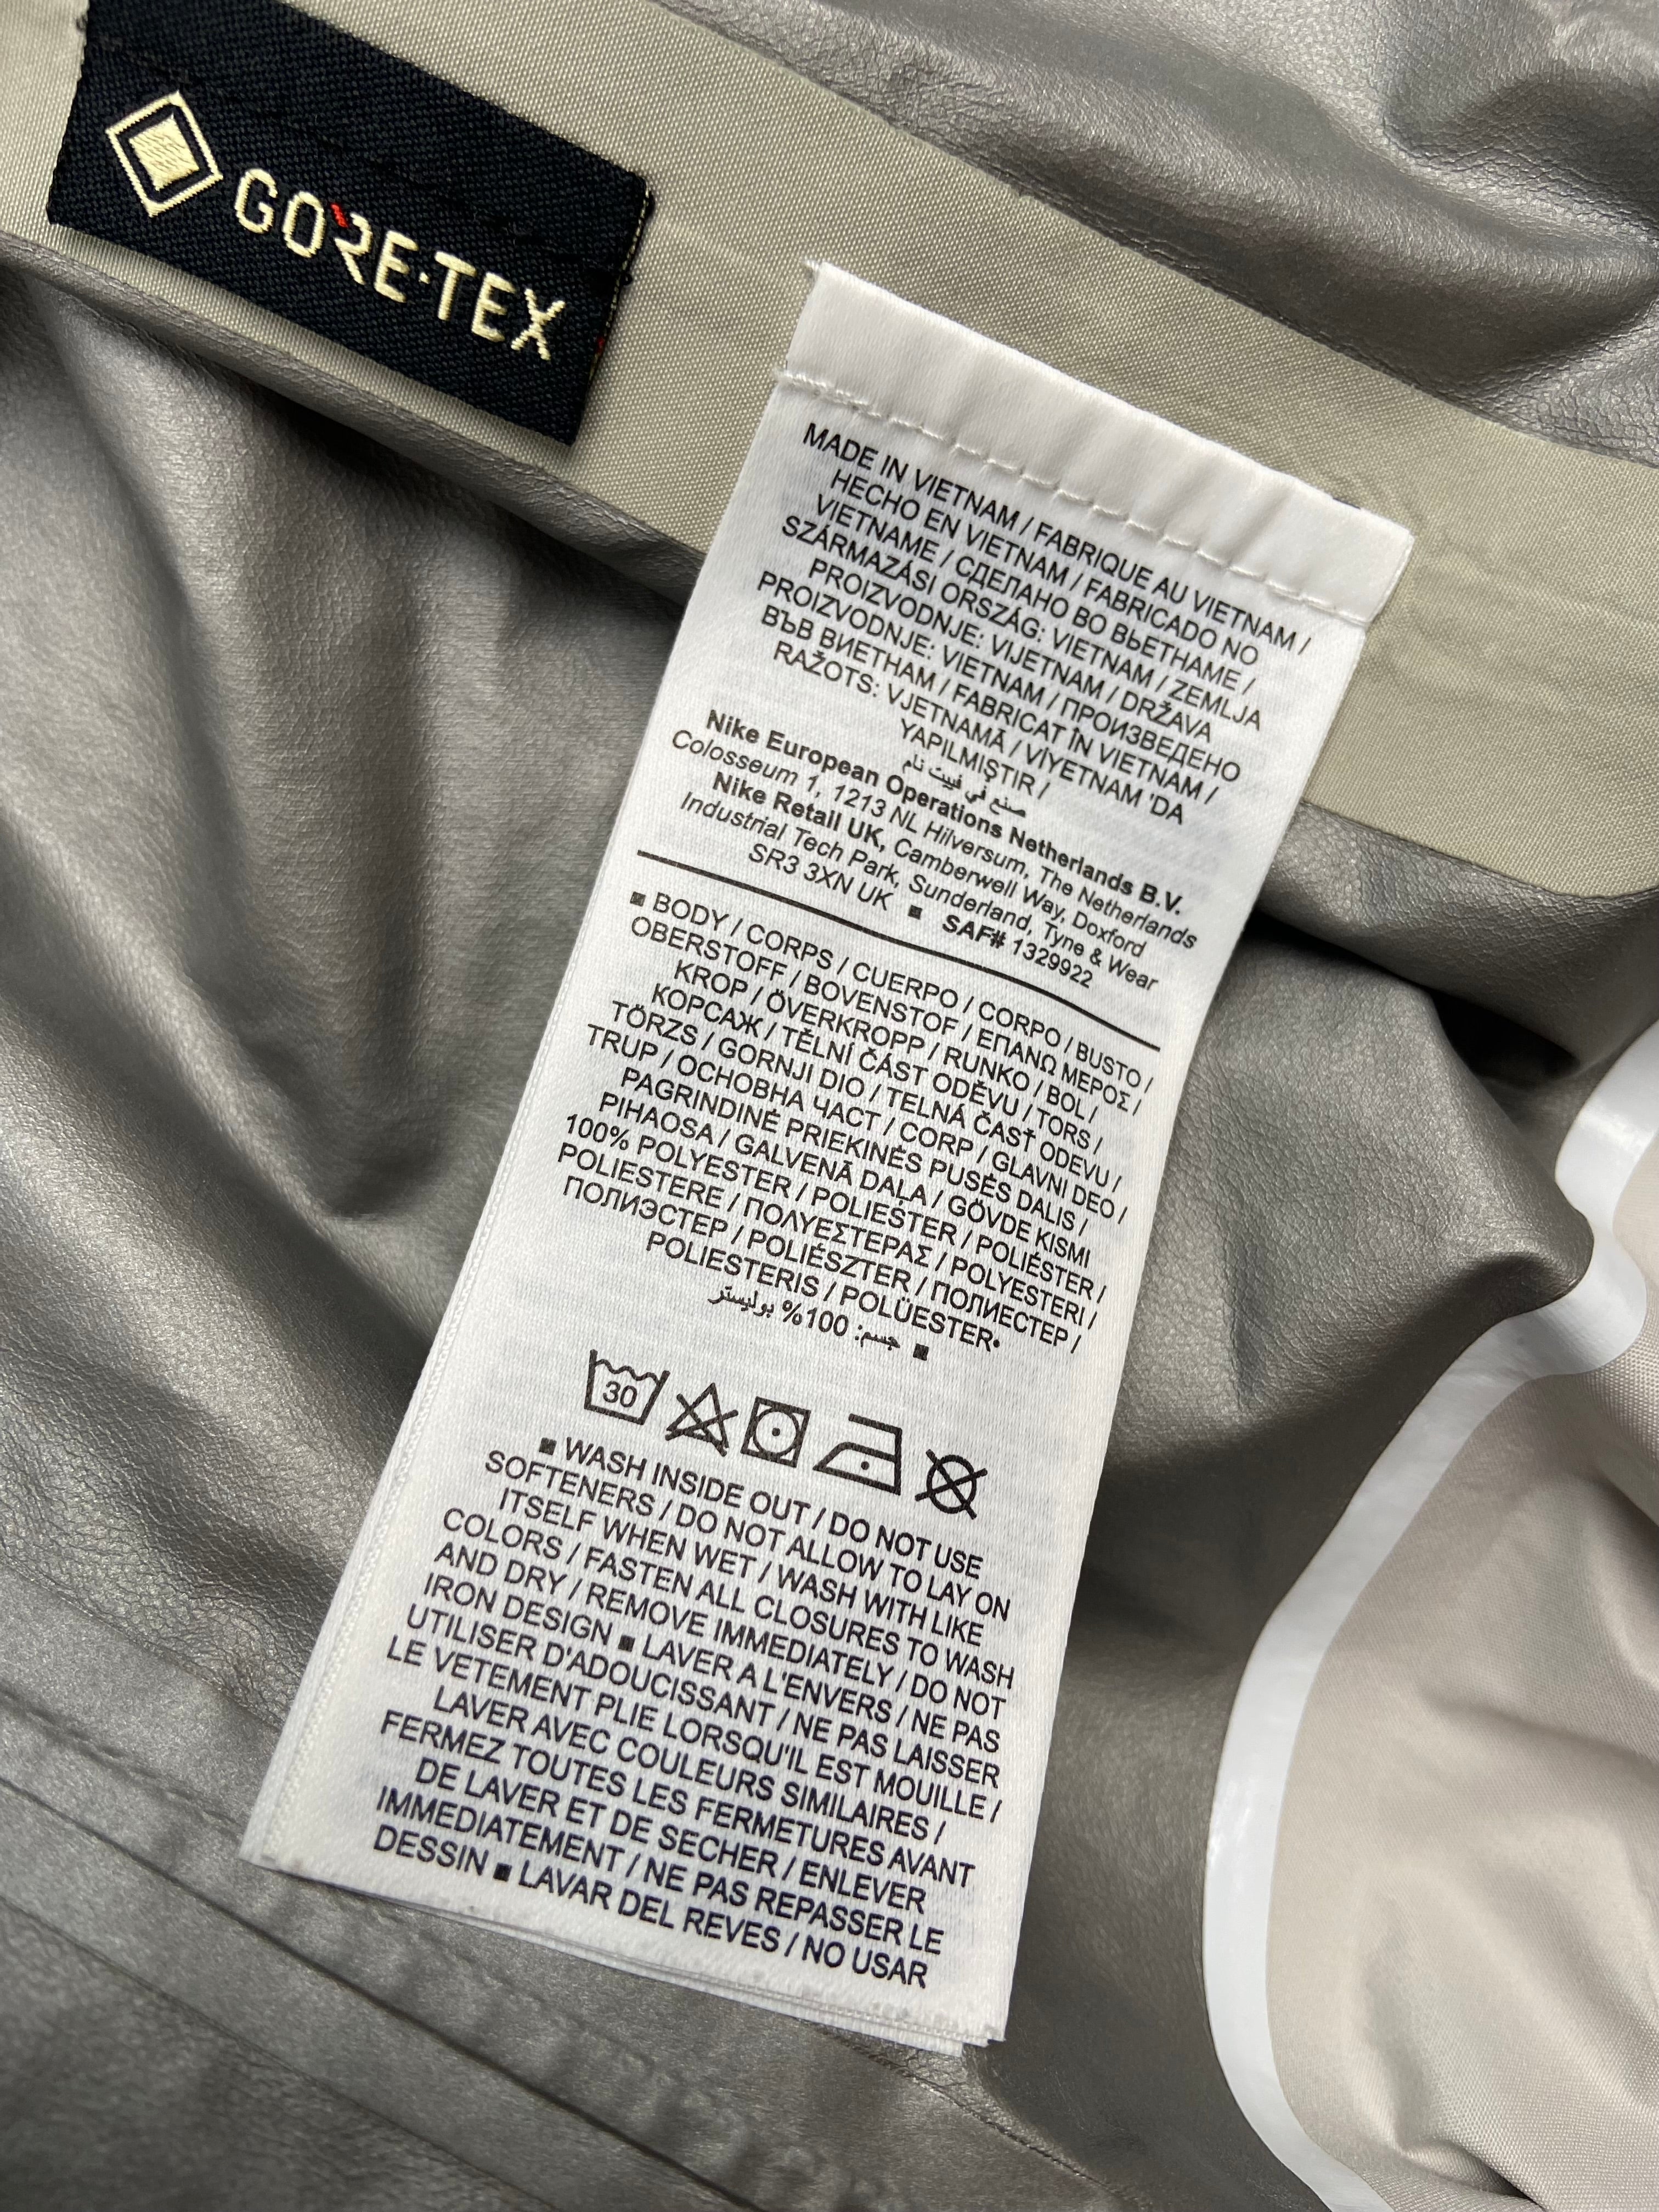 GORE-TEX
MADE IN VIETNAM / FABRIQUE AU VIETNAM /
HECHO EN VIETNAM / FABRICADO NO
VIETNAME / СДЕЛАНО ВО ВЬЕТНАМЕ /
SZÁRMAZÁSI ORSZÁG: VIETNAM / ZEMLJA
PROIZVODNJE: VIJETNAM / DRŽAVA
PROIZVODNJE: VIETNAM / ПРОИЗВЕДЕНО
ВЪВ ВИЕТНАМ / FABRICAT ÎN VIETNAM /
RAŽOTS: VJETNAMĀ / VİYETNAM 'DA
YAPILMIŞTIR /
صنع في فييت نام
Nike European Operations Netherlands B.V.
Colosseum 1, 1213 NL Hilversum, The Netherlands
Nike Retail UK, Camberwell Way, Doxford
Industrial Tech Park, Sunderland, Tyne & Wear
SR3 3XN UK ■ SAF# 1329922
■ BODY / CORPS / CUERPO / CORPO / BUSTO /
OBERSTOFF / BOVENSTOF / ΕΠΑΝΩ ΜΕΡΟΣ /
KROP / ÖVERKROPP / RUNKO / BOL /
КОРСАЖ / TĚLNÍ ČÁST ODĚVU / TORS /
TÖRZS / GORNJI DIO / TELNÁ ČASŤ ODEVU /
TRUP / ОСНОВНА ЧАСТ / CORP / GLAVNI DEO /
PAGRINDINĖ PRIEKINĖS PUSĖS DALIS /
PIHAOSA / GALVENĀ DAĻA / GÖVDE KISMI
100% POLYESTER / POLIESTER / POLIÉSTER /
POLIESTERE / ΠΟΛΥΕΣΤΕΡΑΣ / POLYESTERI /
ПОЛИЭСТЕР / POLIÉSZTER / ПОЛИЕСТЕР /
POLIESTERIS / POLÜESTER•
■ جسم: 100% بوليستر
30
■ WASH INSIDE OUT / DO NOT USE
SOFTENERS / DO NOT ALLOW TO LAY ON
ITSELF WHEN WET / WASH WITH LIKE
COLORS / FASTEN ALL CLOSURES TO WASH
AND DRY / REMOVE IMMEDIATELY / DO NOT
IRON DESIGN ■ LAVER A L'ENVERS / NE PAS
UTILISER D'ADOUCISSANT / NE PAS LAISSER
LE VETEMENT PLIE LORSQU'IL EST MOUILLE /
LAVER AVEC COULEURS SIMILAIRES /
FERMEZ TOUTES LES FERMETURES AVANT
DE LAVER ET DE SECHER / ENLEVER
IMMEDIATEMENT / NE PAS REPASSER LE
DESSIN ■ LAVAR DEL REVES / NO USAR